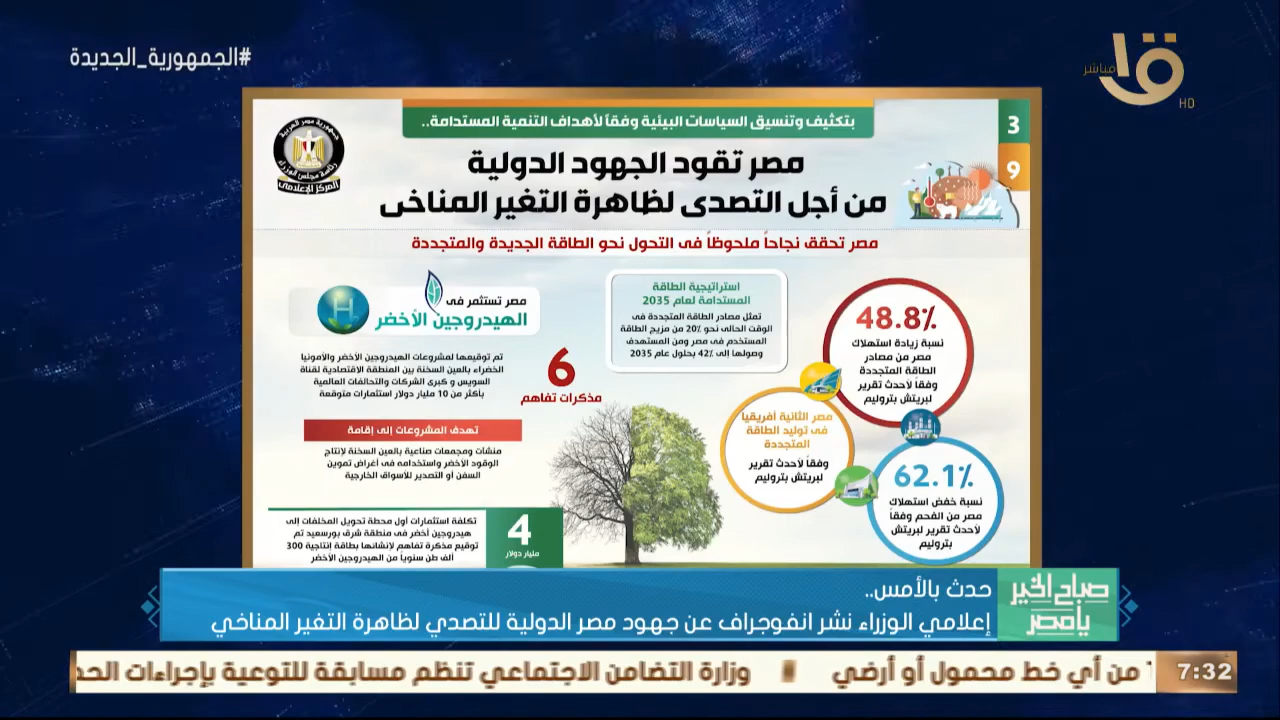 #الجمهورية_الجديدة
مباشر
HD
3
9
بتكثيف وتنسيق السياسات البيئية وفقاً لأهداف التنمية المستدامة..
جمهورية مصر العربية
رئاسة مجلس الوزراء
المركز الإعلامى
مصر تقود الجهود الدولية
من أجل التصدى لظاهرة التغير المناخى
مصر تحقق نجاحاً ملحوظاً فى التحول نحو الطاقة الجديدة والمتجددة
48.8%
نسبة زيادة استهلاك
مصر من مصادر
الطاقة المتجددة
وفقاً لأحدث تقرير
لبريتش بتروليم
استراتيجية الطاقة
المستدامة لعام 2035
تمثل مصادر الطاقة المتجددة فى
الوقت الحالى نحو 20% من مزيج الطاقة
المستخدم فى مصر ومن المستهدف
وصولها إلى 42% بحلول عام 2035
مصر الثانية أفريقياً
فى توليد الطاقة
المتجددة
وفقاً لأحدث تقرير
لبريتش بتروليم
62.1%
نسبة خفض استهلاك
مصر من الفحم وفقاً
لأحدث تقرير لبريتش
بتروليم
مصر تستثمر فى
الهيدروجين الأخضر
H
6
مذكرات تفاهم
تم توقيعها لمشروعات الهيدروجين الأخضر والأمونيا
الخضراء بالعين السخنة بين المنطقة الاقتصادية لقناة
السويس و كبرى الشركات والتحالفات العالمية
بأكثر من 10 مليار دولار استثمارات متوقعة
تهدف المشروعات إلى إقامة
منشآت ومجمعات صناعية بالعين السخنة لإنتاج
الوقود الأخضر واستخدامه فى أغراض تموين
السفن أو التصدير للأسواق الخارجية
4
مليار دولار
تكلفة استثمارات أول محطة تحويل المخلفات إلى
هيدروجين أخضر فى منطقة شرق بورسعيد تم
توقيع مذكرة تفاهم لإنشائها بطاقة إنتاجية 300
ألف طن سنوياً من الهيدروجين الأخضر
صباح الخير
يا مصر
حدث بالأمس..
إعلامي الوزراء نشر انفوجراف عن جهود مصر الدولية للتصدي لظاهرة التغير المناخي
7:32
من أي خط محمول أو أرضي
وزارة التضامن الاجتماعي تنظم مسابقة للتوعية بإجراءات